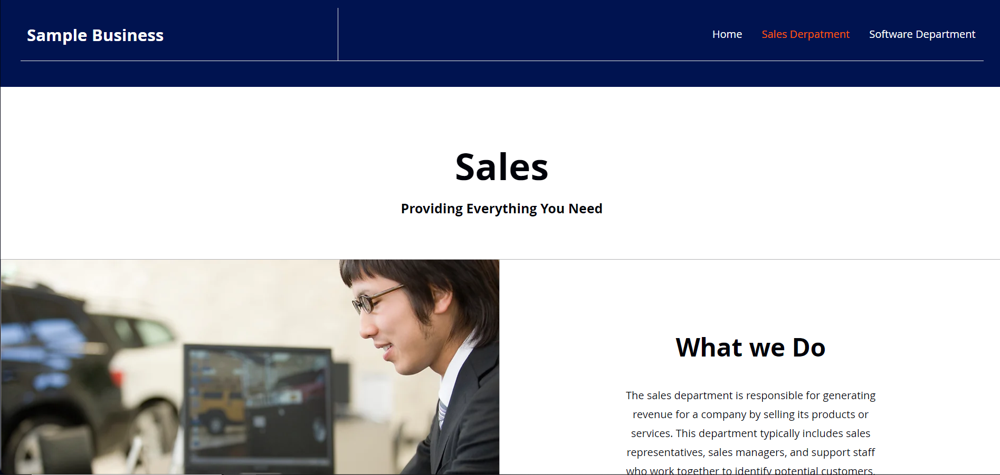 Sample Business
Home Sales Derpatment Software Department
Sales
Providing Everything You Need
What we Do
The sales department is responsible for generating
revenue for a company by selling its products or
services. This department typically includes sales
representatives, sales managers, and support staff
who work together to identify potential customers,